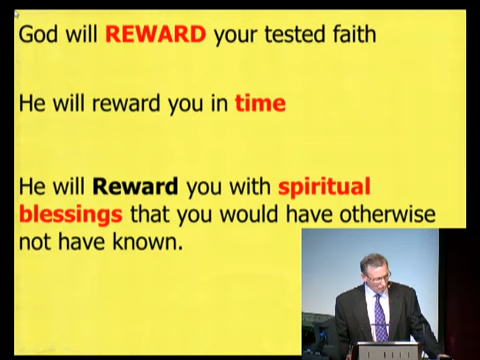 God will REWARD your tested faith
He will reward you in time
He will Reward you with spiritual
blessings that you would have otherwise
not have known.